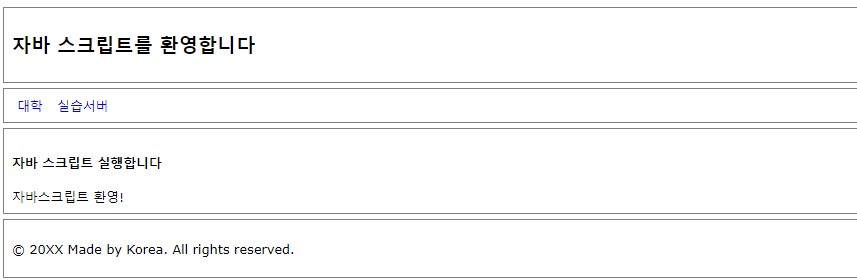 자바 스크립트를 환영합니다
대학 실습서버
자바 스크립트 실행합니다
자바스크립트 환영!
© 20XX Made by Korea. All rights reserved.